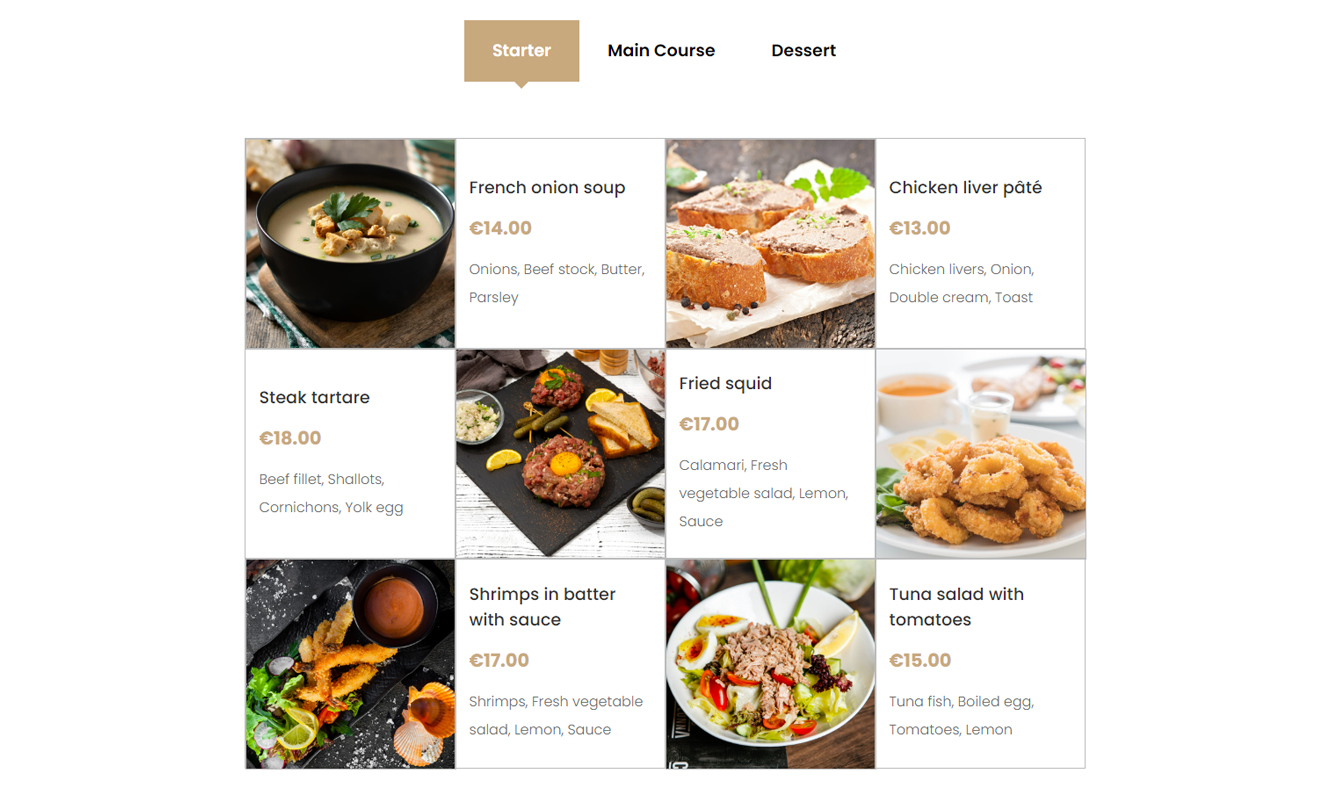 Starter
Main Course
Dessert
French onion soup
€14.00
Onions, Beef stock, Butter,
Parsley
Chicken liver pâté
€13.00
Chicken livers, Onion,
Double cream, Toast
Steak tartare
€18.00
Beef fillet, Shallots,
Cornichons, Yolk egg
Fried squid
€17.00
Calamari, Fresh
vegetable salad, Lemon,
Sauce
Shrimps in batter
with sauce
€17.00
Shrimps, Fresh vegetable
salad, Lemon, Sauce
Tuna salad with
tomatoes
€15.00
Tuna fish, Boiled egg,
Tomatoes, Lemon